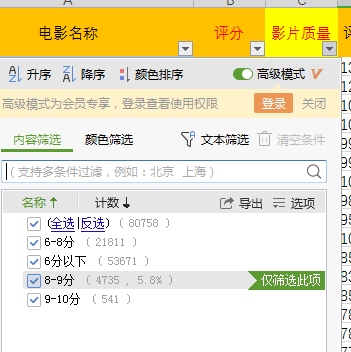 A B C
电影名称 评分 影片质量 评
升序 降序 颜色排序 高级模式
高级模式为会员专享，登录查看使用权限 登录 关闭
内容筛选 颜色筛选 文本筛选 清空条件
（支持多条件过滤，例如：北京 上海）
名称↑ 计数↓ 导出 选项
(全选|反选) （80758）
6-8分 （21811）
6分以下 （53671）
8-9分 （4735，5.8%） 仅筛选此项
9-10分 （541）